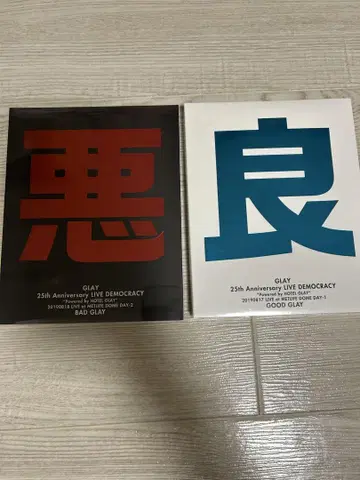 悪
GLAY
25th Anniversary LIVE DEMOCRACY
"Powered by HOTEL GLAY"
20190818 LIVE at METLIFE DOME DAY-2
BAD GLAY
良
GLAY
25th Anniversary LIVE DEMOCRACY
"Powered by HOTEL GLAY"
20190817 LIVE at METLIFE DOME DAY-1
GOOD GLAY